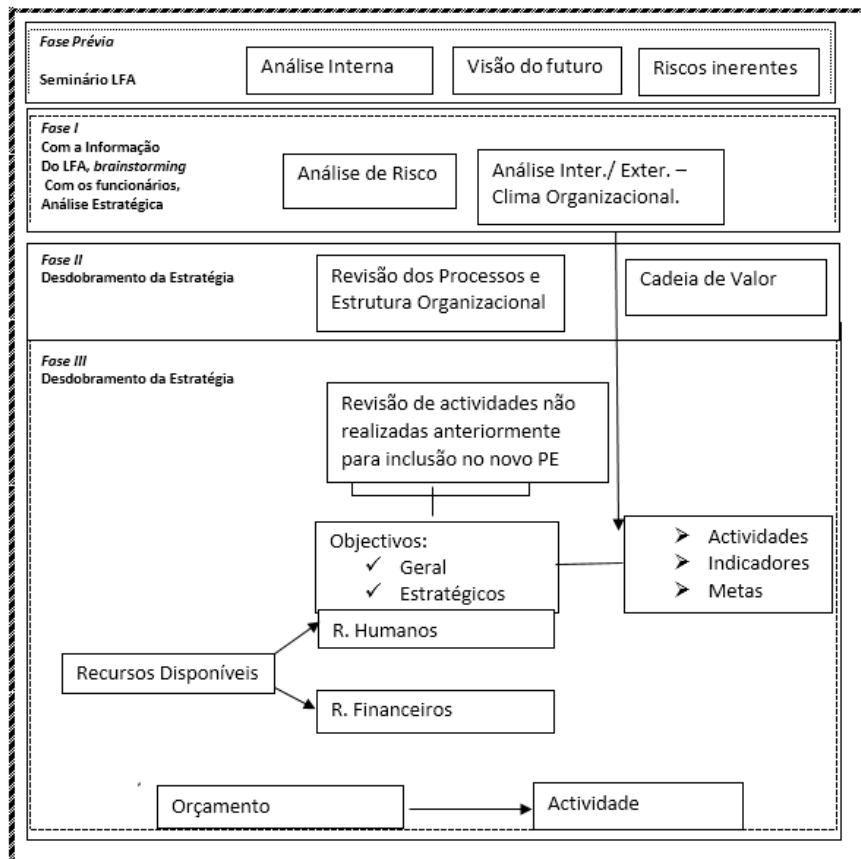 Fase Prévia
Seminário LFA
Análise Interna
Visão do futuro
Riscos inerentes
Fase I
Com a Informação
Do LFA, brainstorming
Com os funcionários,
Análise Estratégica
Análise de Risco
Análise Inter./ Exter. –
Clima Organizacional.
Fase II
Desdobramento da Estratégia
Revisão dos Processos e
Estrutura Organizacional
Cadeia de Valor
Fase III
Desdobramento da Estratégia
Revisão de actividades não
realizadas anteriormente
para inclusão no novo PE
Objectivos:
✓ Geral
✓ Estratégicos
➢ Actividades
➢ Indicadores
➢ Metas
R. Humanos
Recursos Disponíveis
R. Financeiros
Orçamento
Actividade